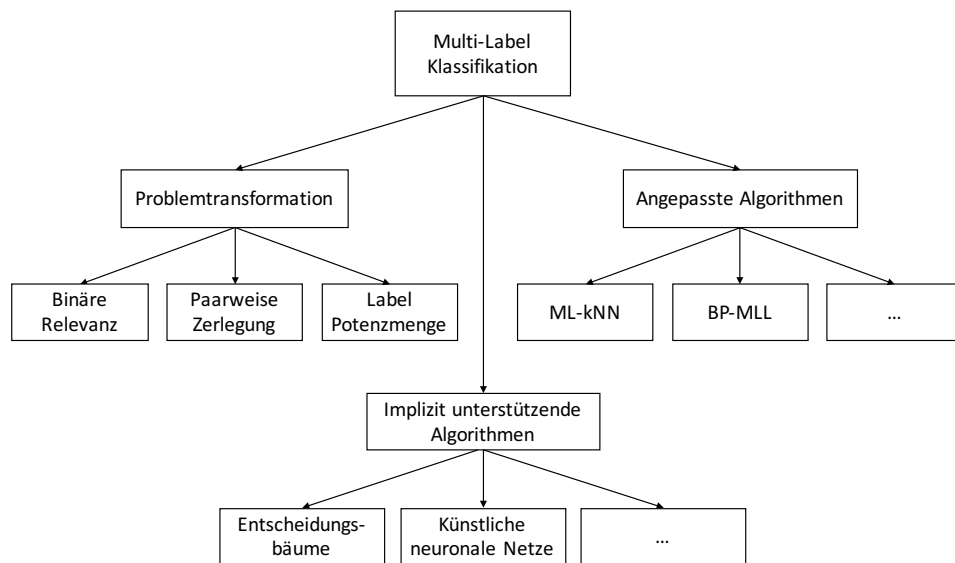 Multi-Label
Klassifikation
Problemtransformation
Angepasste Algorithmen
Binäre
Relevanz
Paarweise
Zerlegung
Label
Potenzmenge
ML-kNN
BP-MLL
…
Implizit unterstützende
Algorithmen
Entscheidungs-
bäume
Künstliche
neuronale Netze
…